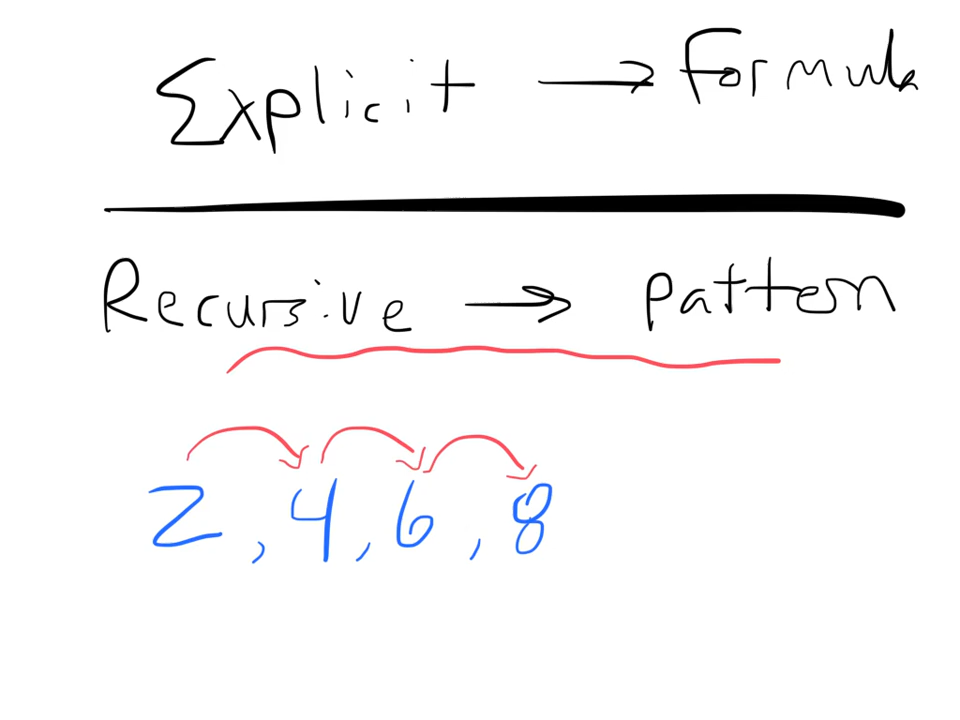 Explicit → Formula
Recursive → pattern
2, 4, 6, 8